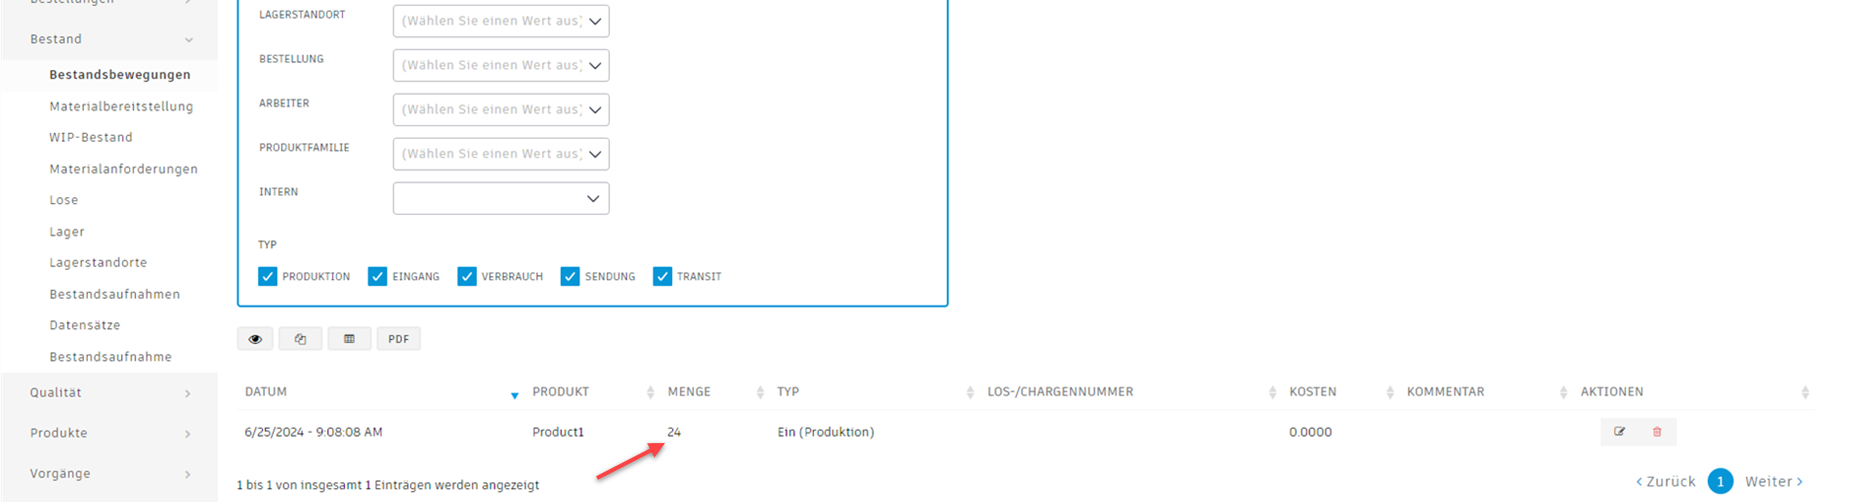 Bestellungen
Bestand
Bestandsbewegungen
Materialbereitstellung
WIP-Bestand
Materialanforderungen
Lose
Lager
Lagerstandorte
Bestandsaufnahmen
Datensätze
Bestandsaufnahme
Qualität
Produkte
Vorgänge
LAGERSTANDORT (Wählen Sie einen Wert aus)
BESTELLUNG (Wählen Sie einen Wert aus)
ARBEITER (Wählen Sie einen Wert aus)
PRODUKTFAMILIE (Wählen Sie einen Wert aus)
INTERN
TYP
PRODUKTION EINGANG VERBRAUCH SENDUNG TRANSIT
PDF
DATUM PRODUKT MENGE TYP LOS-/CHARGENNUMMER KOSTEN KOMMENTAR AKTIONEN
6/25/2024 - 9:08:08 AM Product1 24 Ein (Produktion) 0.0000
1 bis 1 von insgesamt 1 Einträgen werden angezeigt
Zurück 1 Weiter